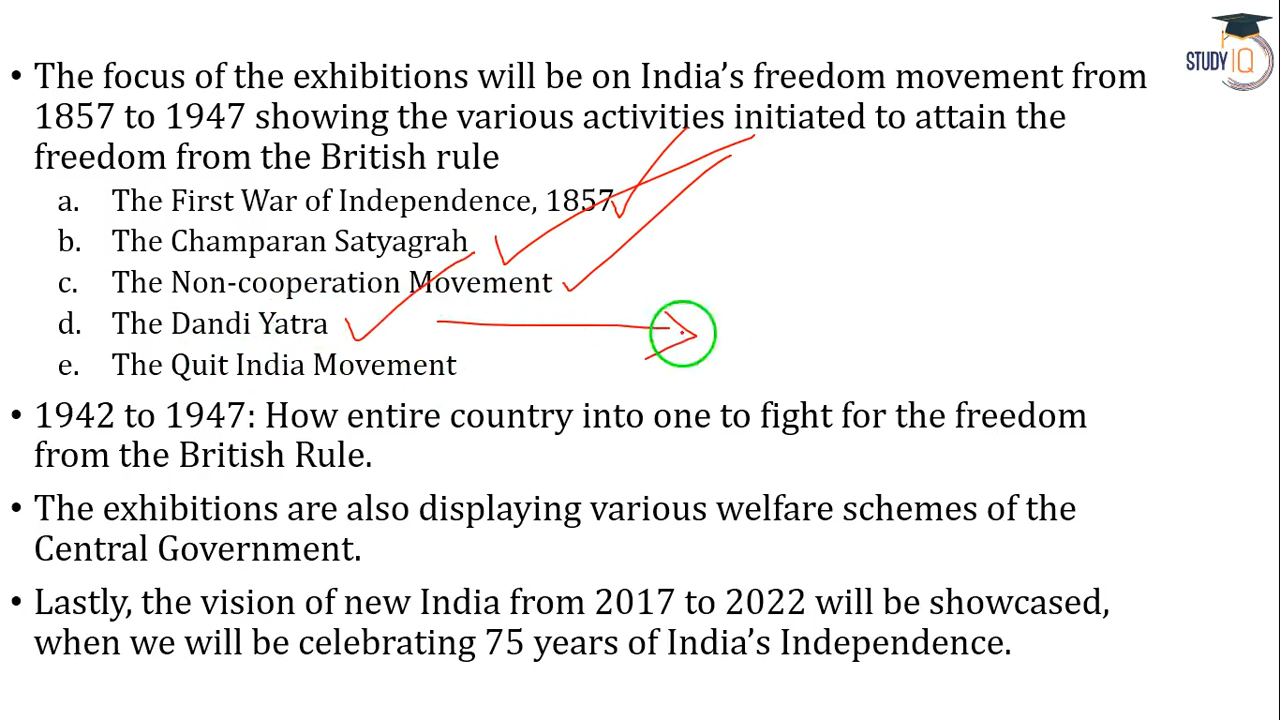 STUDY IQ
• The focus of the exhibitions will be on India’s freedom movement from
1857 to 1947 showing the various activities initiated to attain the
freedom from the British rule
a. The First War of Independence, 1857
b. The Champaran Satyagrah
c. The Non-cooperation Movement
d. The Dandi Yatra
e. The Quit India Movement
• 1942 to 1947: How entire country into one to fight for the freedom
from the British Rule.
• The exhibitions are also displaying various welfare schemes of the
Central Government.
• Lastly, the vision of new India from 2017 to 2022 will be showcased,
when we will be celebrating 75 years of India’s Independence.